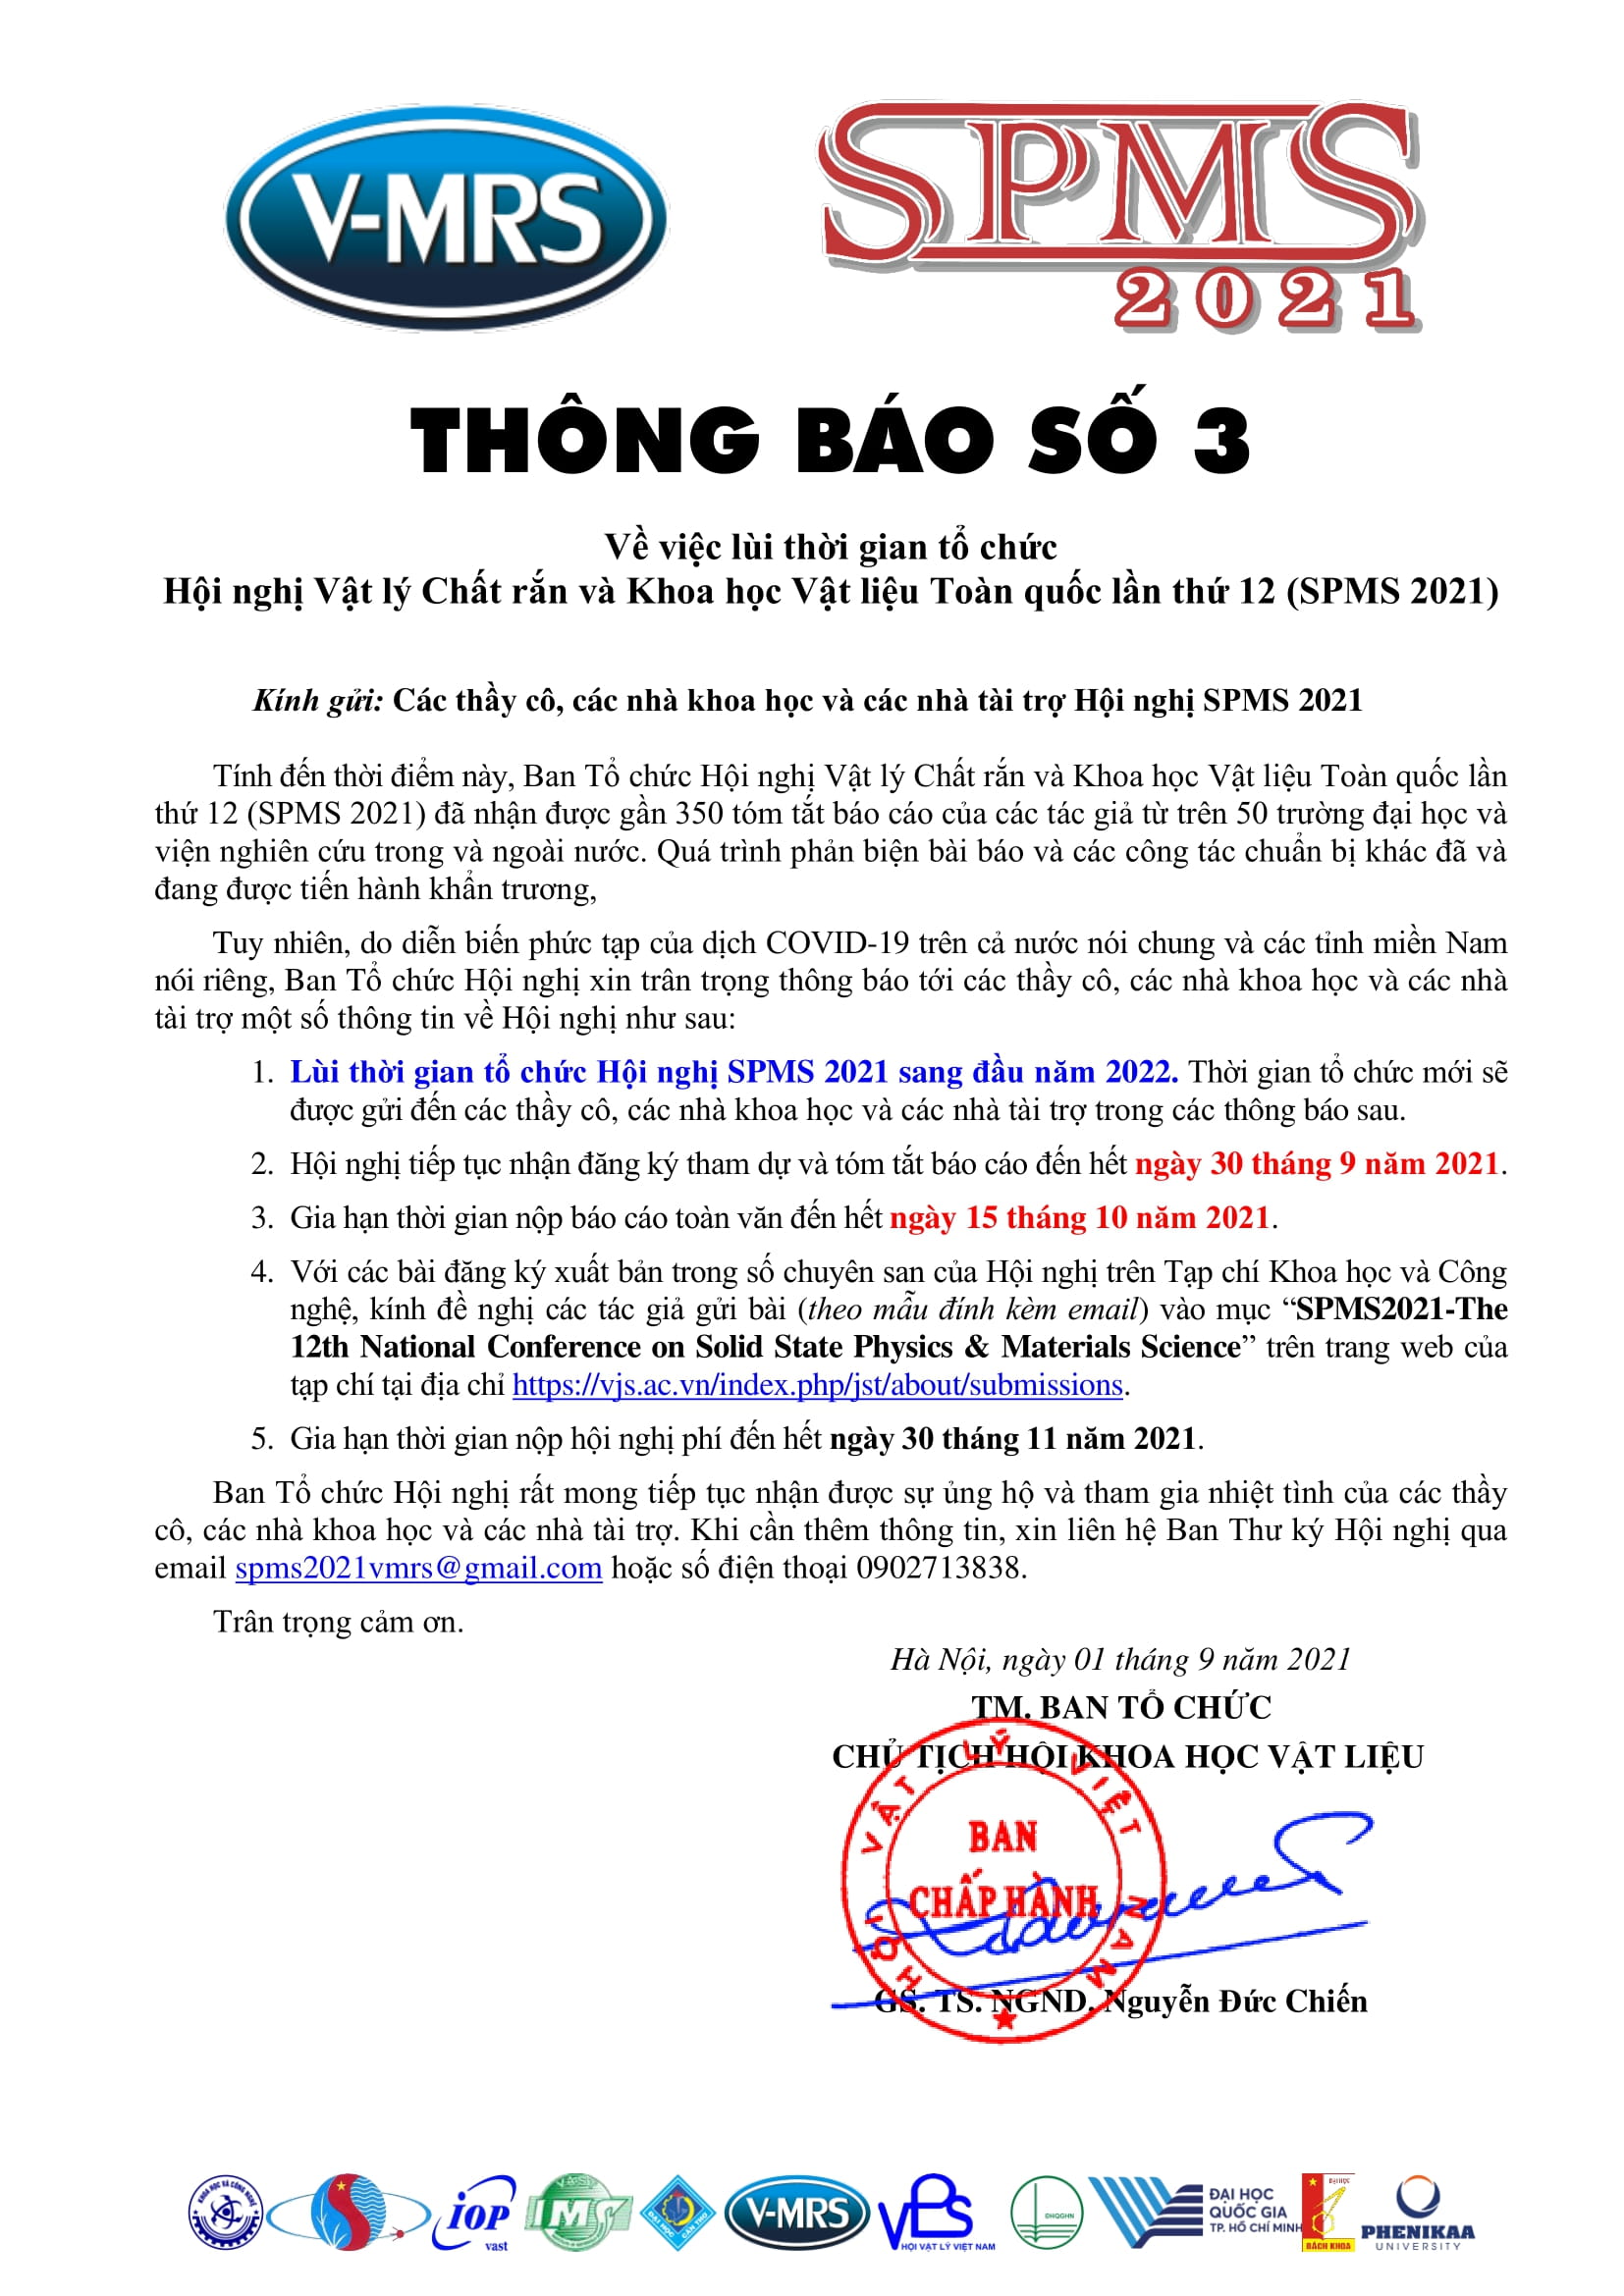 V-MRS
SPMS
2021
THÔNG BÁO SỐ 3
Về việc lùi thời gian tổ chức
Hội nghị Vật lý Chất rắn và Khoa học Vật liệu Toàn quốc lần thứ 12 (SPMS 2021)
Kính gửi: Các thầy cô, các nhà khoa học và các nhà tài trợ Hội nghị SPMS 2021
Tính đến thời điểm này, Ban Tổ chức Hội nghị Vật lý Chất rắn và Khoa học Vật liệu Toàn quốc lần
thứ 12 (SPMS 2021) đã nhận được gần 350 tóm tắt báo cáo của các tác giả từ trên 50 trường đại học và
viện nghiên cứu trong và ngoài nước. Quá trình phản biện bài báo và các công tác chuẩn bị khác đã và
đang được tiến hành khẩn trương,
Tuy nhiên, do diễn biến phức tạp của dịch COVID-19 trên cả nước nói chung và các tỉnh miền Nam
nói riêng, Ban Tổ chức Hội nghị xin trân trọng thông báo tới các thầy cô, các nhà khoa học và các nhà
tài trợ một số thông tin về Hội nghị như sau:
1. Lùi thời gian tổ chức Hội nghị SPMS 2021 sang đầu năm 2022. Thời gian tổ chức mới sẽ
được gửi đến các thầy cô, các nhà khoa học và các nhà tài trợ trong các thông báo sau.
2. Hội nghị tiếp tục nhận đăng ký tham dự và tóm tắt báo cáo đến hết ngày 30 tháng 9 năm 2021.
3. Gia hạn thời gian nộp báo cáo toàn văn đến hết ngày 15 tháng 10 năm 2021.
4. Với các bài đăng ký xuất bản trong số chuyên san của Hội nghị trên Tạp chí Khoa học và Công
nghệ, kính đề nghị các tác giả gửi bài (theo mẫu đính kèm email) vào mục “SPMS2021-The
12th National Conference on Solid State Physics & Materials Science” trên trang web của
tạp chí tại địa chỉ https://vjs.ac.vn/index.php/jst/about/submissions.
5. Gia hạn thời gian nộp hội nghị phí đến hết ngày 30 tháng 11 năm 2021.
Ban Tổ chức Hội nghị rất mong tiếp tục nhận được sự ủng hộ và tham gia nhiệt tình của các thầy
cô, các nhà khoa học và các nhà tài trợ. Khi cần thêm thông tin, xin liên hệ Ban Thư ký Hội nghị qua
email spms2021vmrs@gmail.com hoặc số điện thoại 0902713838.
Trân trọng cảm ơn.
Hà Nội, ngày 01 tháng 9 năm 2021
TM. BAN TỔ CHỨC
CHỦ TỊCH HỘI KHOA HỌC VẬT LIỆU
HỘI VẬT LÝ VIỆT NAM
BAN
CHẤP HÀNH
GS. TS. NGND. Nguyễn Đức Chiến
KHOA HỌC VÀ CÔNG NGHỆ
IOP
vast
IMS
ĐẠI HỌC CẦN THƠ
V-MRS
VPS
HỘI VẬT LÝ VIỆT NAM
ĐHQGHN
ĐẠI HỌC
QUỐC GIA
TP. HỒ CHÍ MINH
ĐẠI HỌC
BÁCH KHOA
PHENIKAA
UNIVERSITY